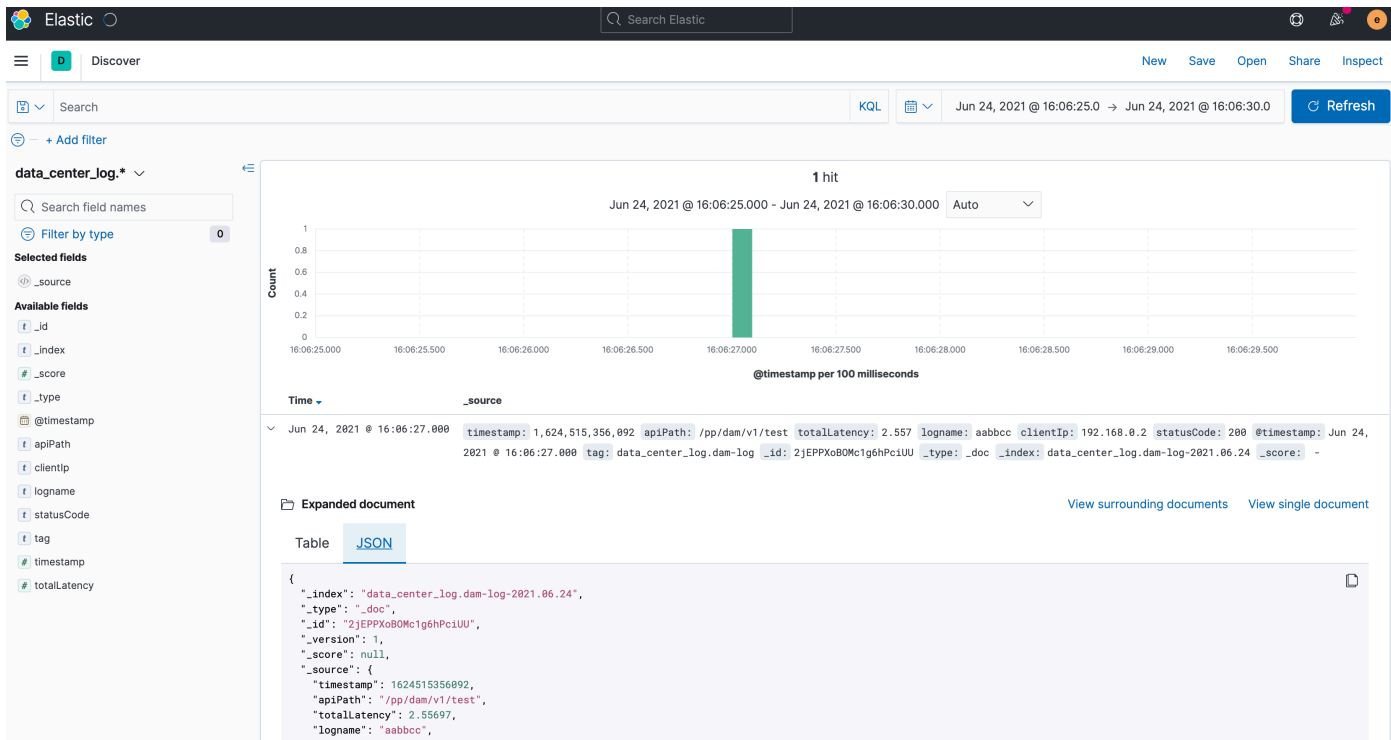 Elastic
Search Elastic
e
D
Discover
New Save Open Share Inspect
Search
KQL
Jun 24, 2021 @ 16:06:25.0 → Jun 24, 2021 @ 16:06:30.0
Refresh
+ Add filter
data_center_log.*
Search field names
Filter by type 0
Selected fields
_source
Available fields
t _id
t _index
# _score
t _type
@timestamp
t apiPath
t clientIp
t logname
t statusCode
t tag
# timestamp
# totalLatency
1 hit
Jun 24, 2021 @ 16:06:25.000 - Jun 24, 2021 @ 16:06:30.000 Auto
Count
1
0.8
0.6
0.4
0.2
0
16:06:25.000 16:06:25.500 16:06:26.000 16:06:26.500 16:06:27.000 16:06:27.500 16:06:28.000 16:06:28.500 16:06:29.000 16:06:29.500
@timestamp per 100 milliseconds
Time _source
Jun 24, 2021 @ 16:06:27.000 timestamp: 1,624,515,356,092 apiPath: /pp/dam/v1/test totalLatency: 2.557 logname: aabbcc clientIp: 192.168.0.2 statusCode: 200 @timestamp: Jun 24,
2021 @ 16:06:27.000 tag: data_center_log.dam-log _id: 2jEPPXoBOMc1g6hPciUU _type: _doc _index: data_center_log.dam-log-2021.06.24 _score: -
Expanded document
View surrounding documents View single document
Table JSON
{
"_index": "data_center_log.dam-log-2021.06.24",
"_type": "_doc",
"_id": "2jEPPXoBOMc1g6hPciUU",
"_version": 1,
"_score": null,
"_source": {
"timestamp": 1624515356092,
"apiPath": "/pp/dam/v1/test",
"totalLatency": 2.55697,
"logname": "aabbcc",